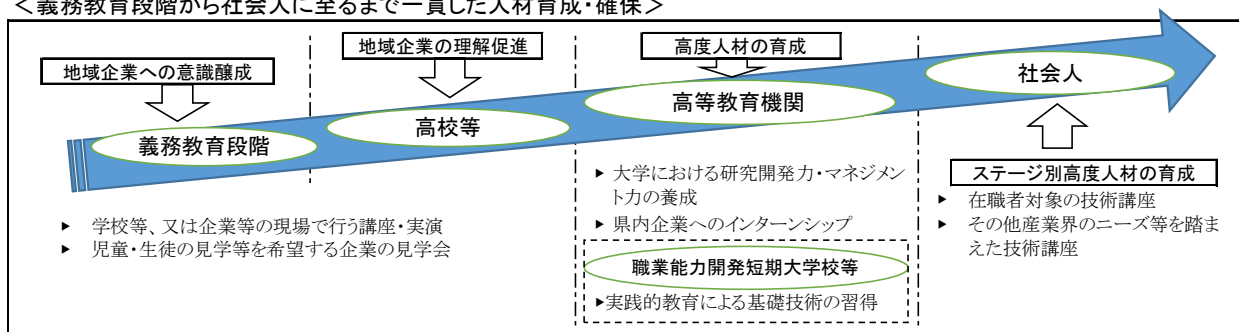 ＜義務教育段階から社会人に至るまで一貫した人材育成・確保＞
地域企業への意識醸成
地域企業の理解促進
高度人材の育成
義務教育段階
高校等
高等教育機関
社会人
ステージ別高度人材の育成
▶ 学校等、又は企業等の現場で行う講座・実演
▶ 児童・生徒の見学等を希望する企業の見学会
▶ 大学における研究開発力・マネジメン
ト力の養成
▶ 県内企業へのインターンシップ
職業能力開発短期大学校等
▶実践的教育による基礎技術の習得
▶ 在職者対象の技術講座
▶ その他産業界のニーズ等を踏ま
えた技術講座